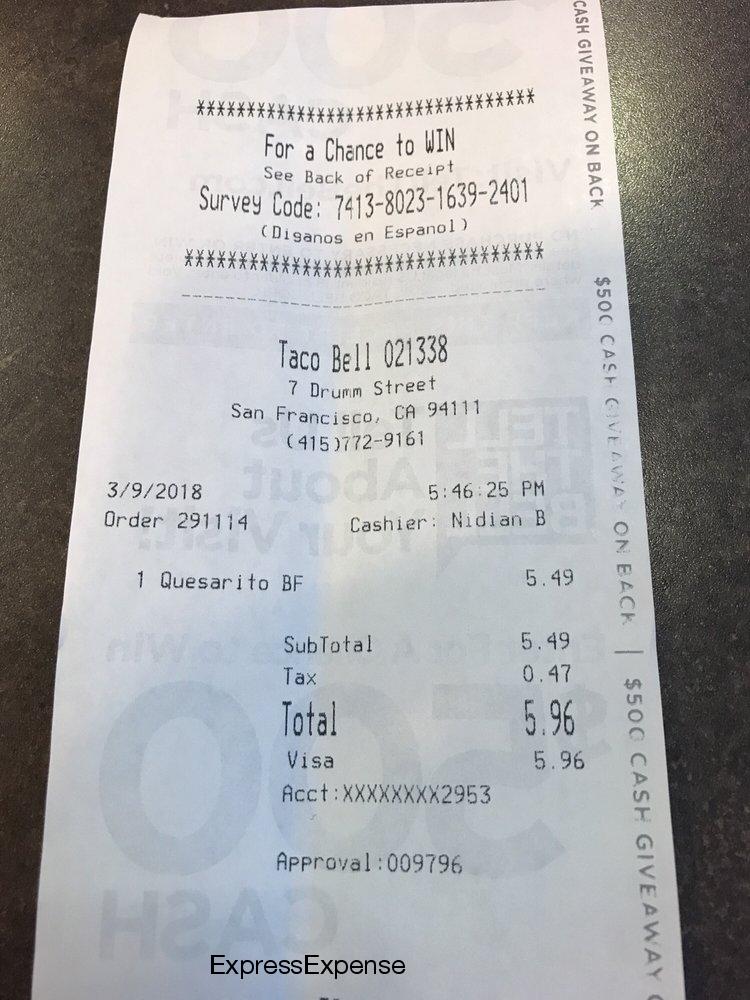 *********************************
For a Chance to WIN
See Back of Receipt
Survey Code: 7413-8023-1639-2401
(Diganos en Espanol)
*********************************
Taco Bell 021338
7 Drumm Street
San Francisco, CA 94111
(415)772-9161
3/9/2018 5:46:25 PM
Order 291114 Cashier: Nidian B
1 Quesarito BF 5.49
SubTotal 5.49
Tax 0.47
Total 5.96
Visa 5.96
Acct:XXXXXXXX2953
Approval:009796
ExpressExpense
CASH GIVEAWAY ON BACK
$500 CASH GIVEAWAY ON BACK | $500 CASH GIVEAWAY